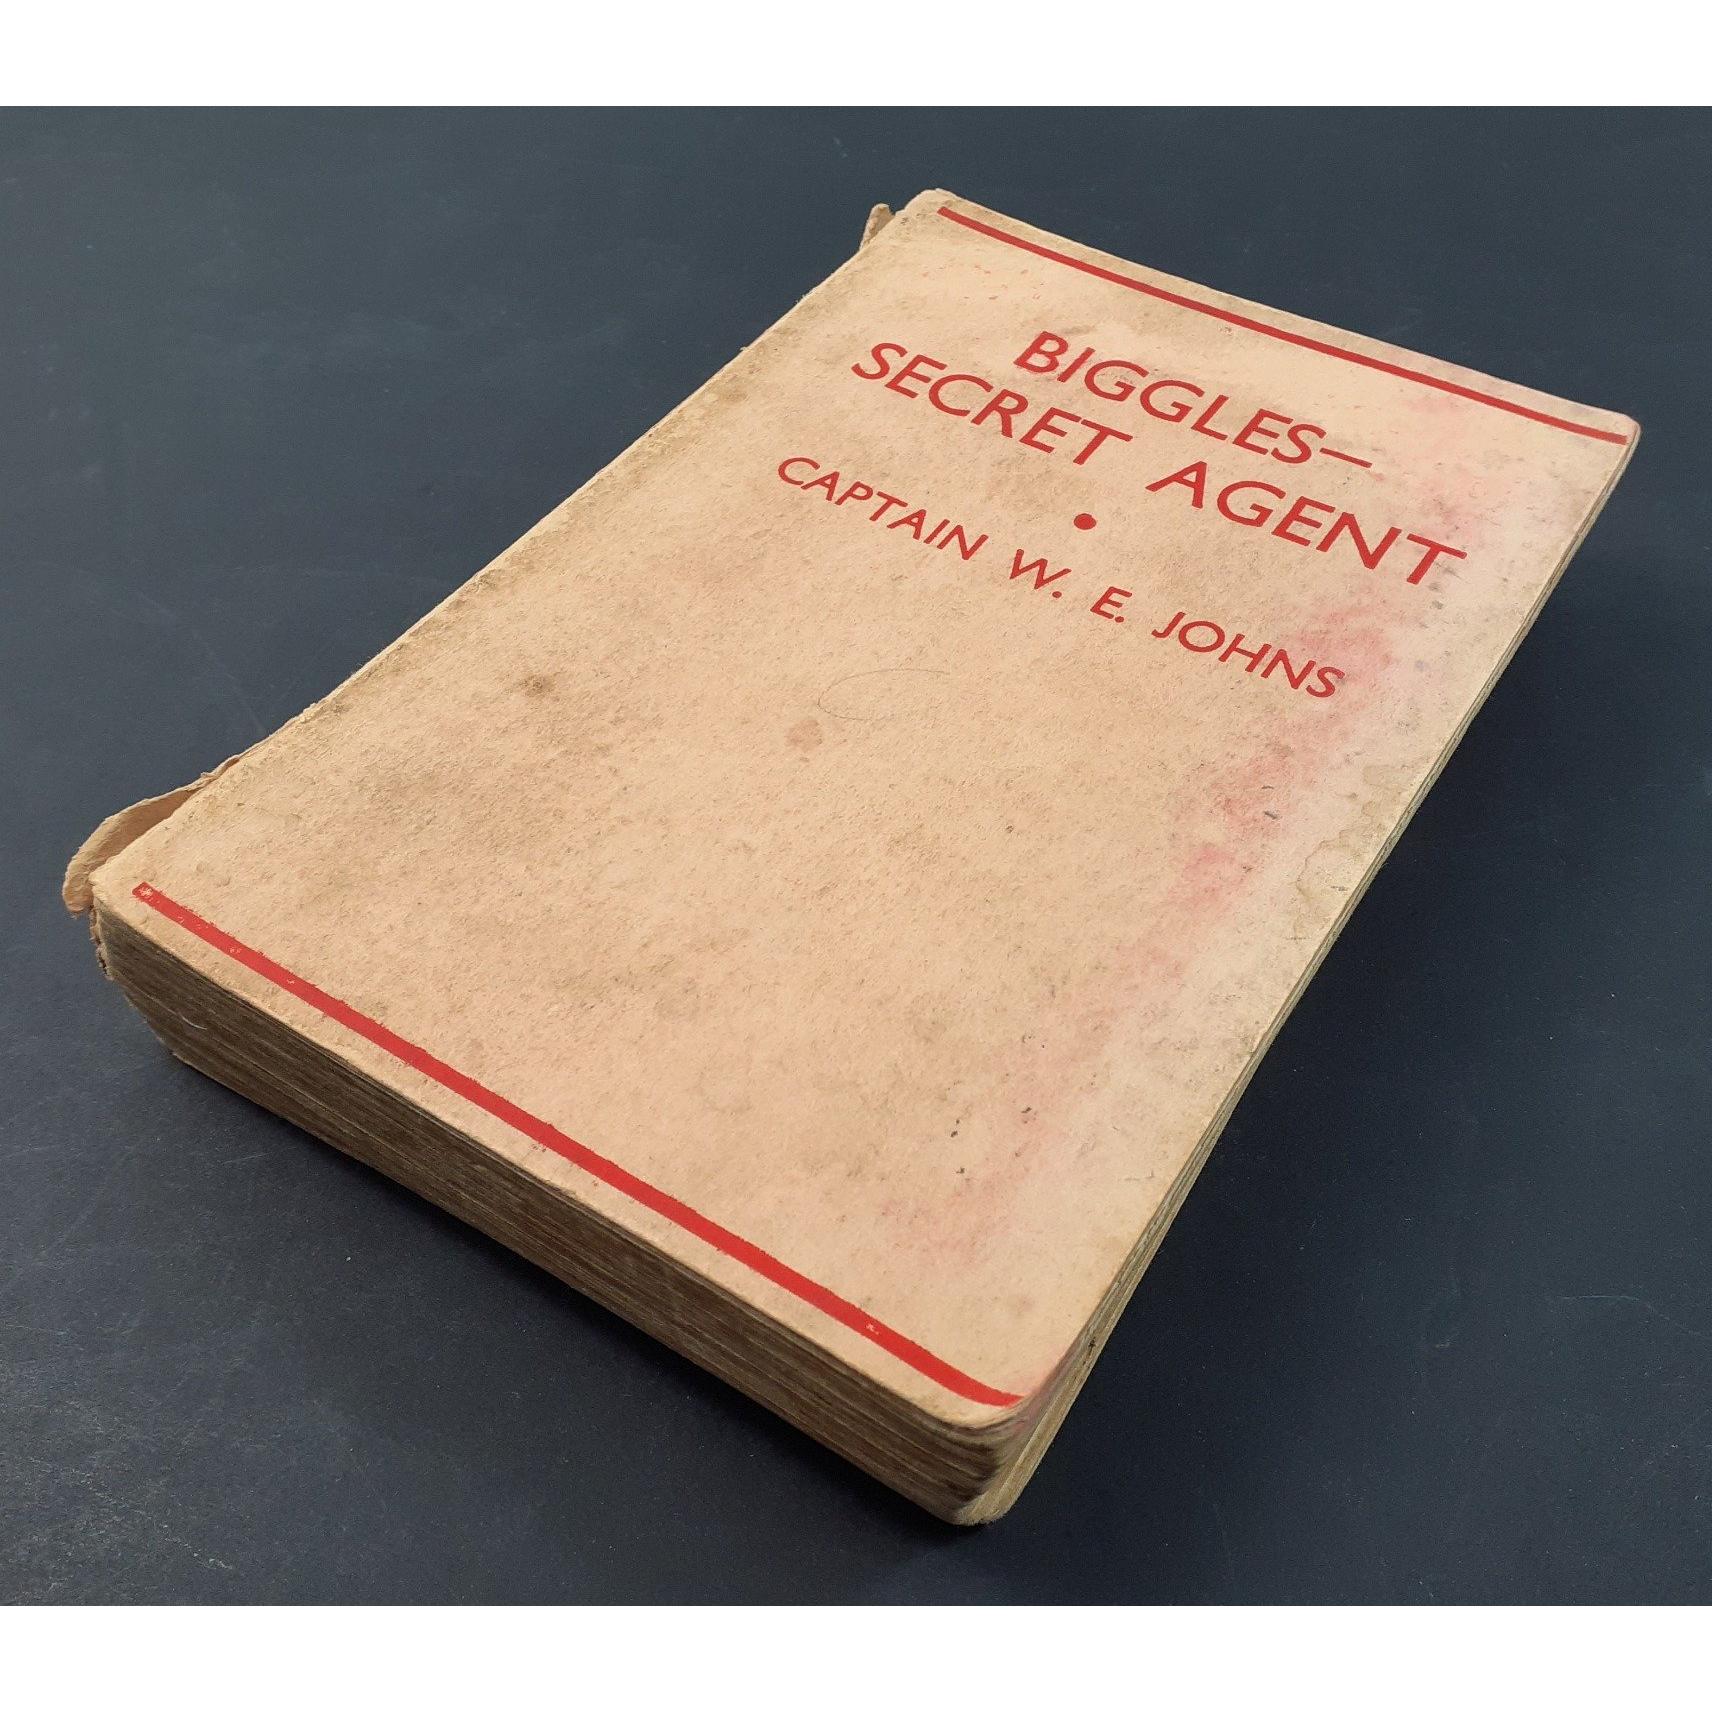 BIGGLES—
SECRET AGENT
•
CAPTAIN W. E. JOHNS